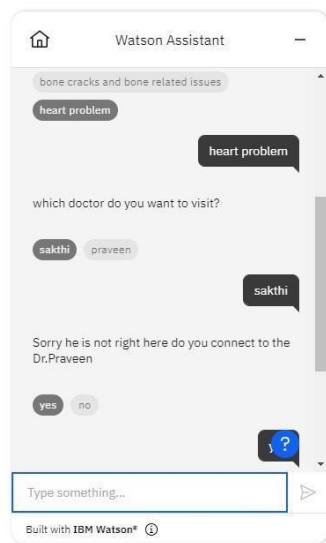 Watson Assistant
bone cracks and bone related issues
heart problem
heart problem
which doctor do you want to visit?
sakthi praveen
sakthi
Sorry he is not right here do you connect to the
Dr.Praveen
yes no
?
Type something...
Built with IBM Watson®